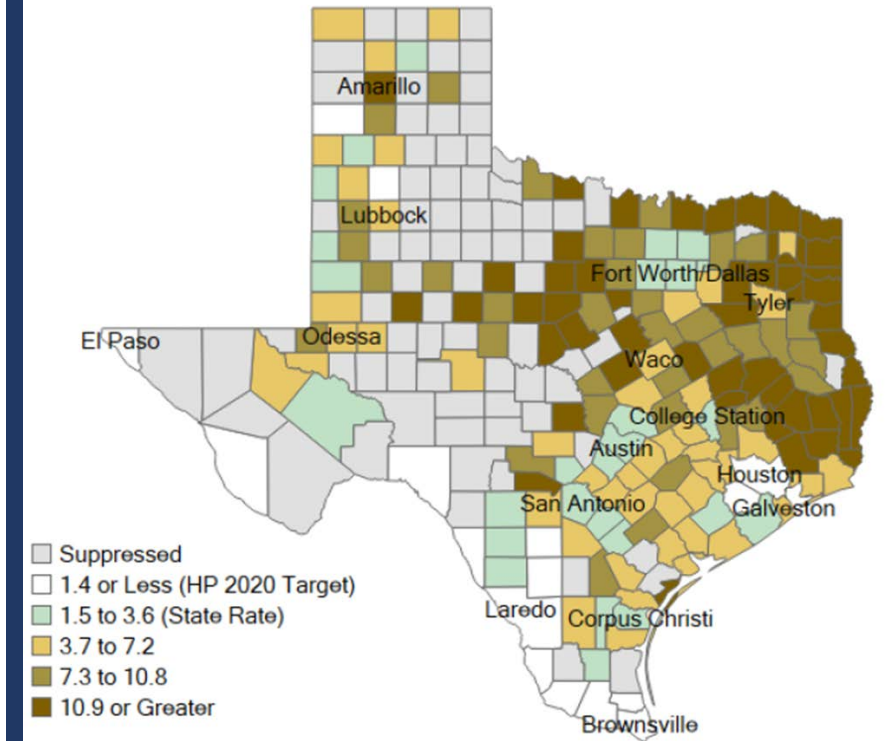 Amarillo
Lubbock
Fort Worth/Dallas
Tyler
El Paso
Odessa
Waco
College Station
Austin
Houston
San Antonio
Galveston
Suppressed
1.4 or Less (HP 2020 Target)
1.5 to 3.6 (State Rate)
Laredo
Corpus Christi
3.7 to 7.2
7.3 to 10.8
10.9 or Greater
Brownsville